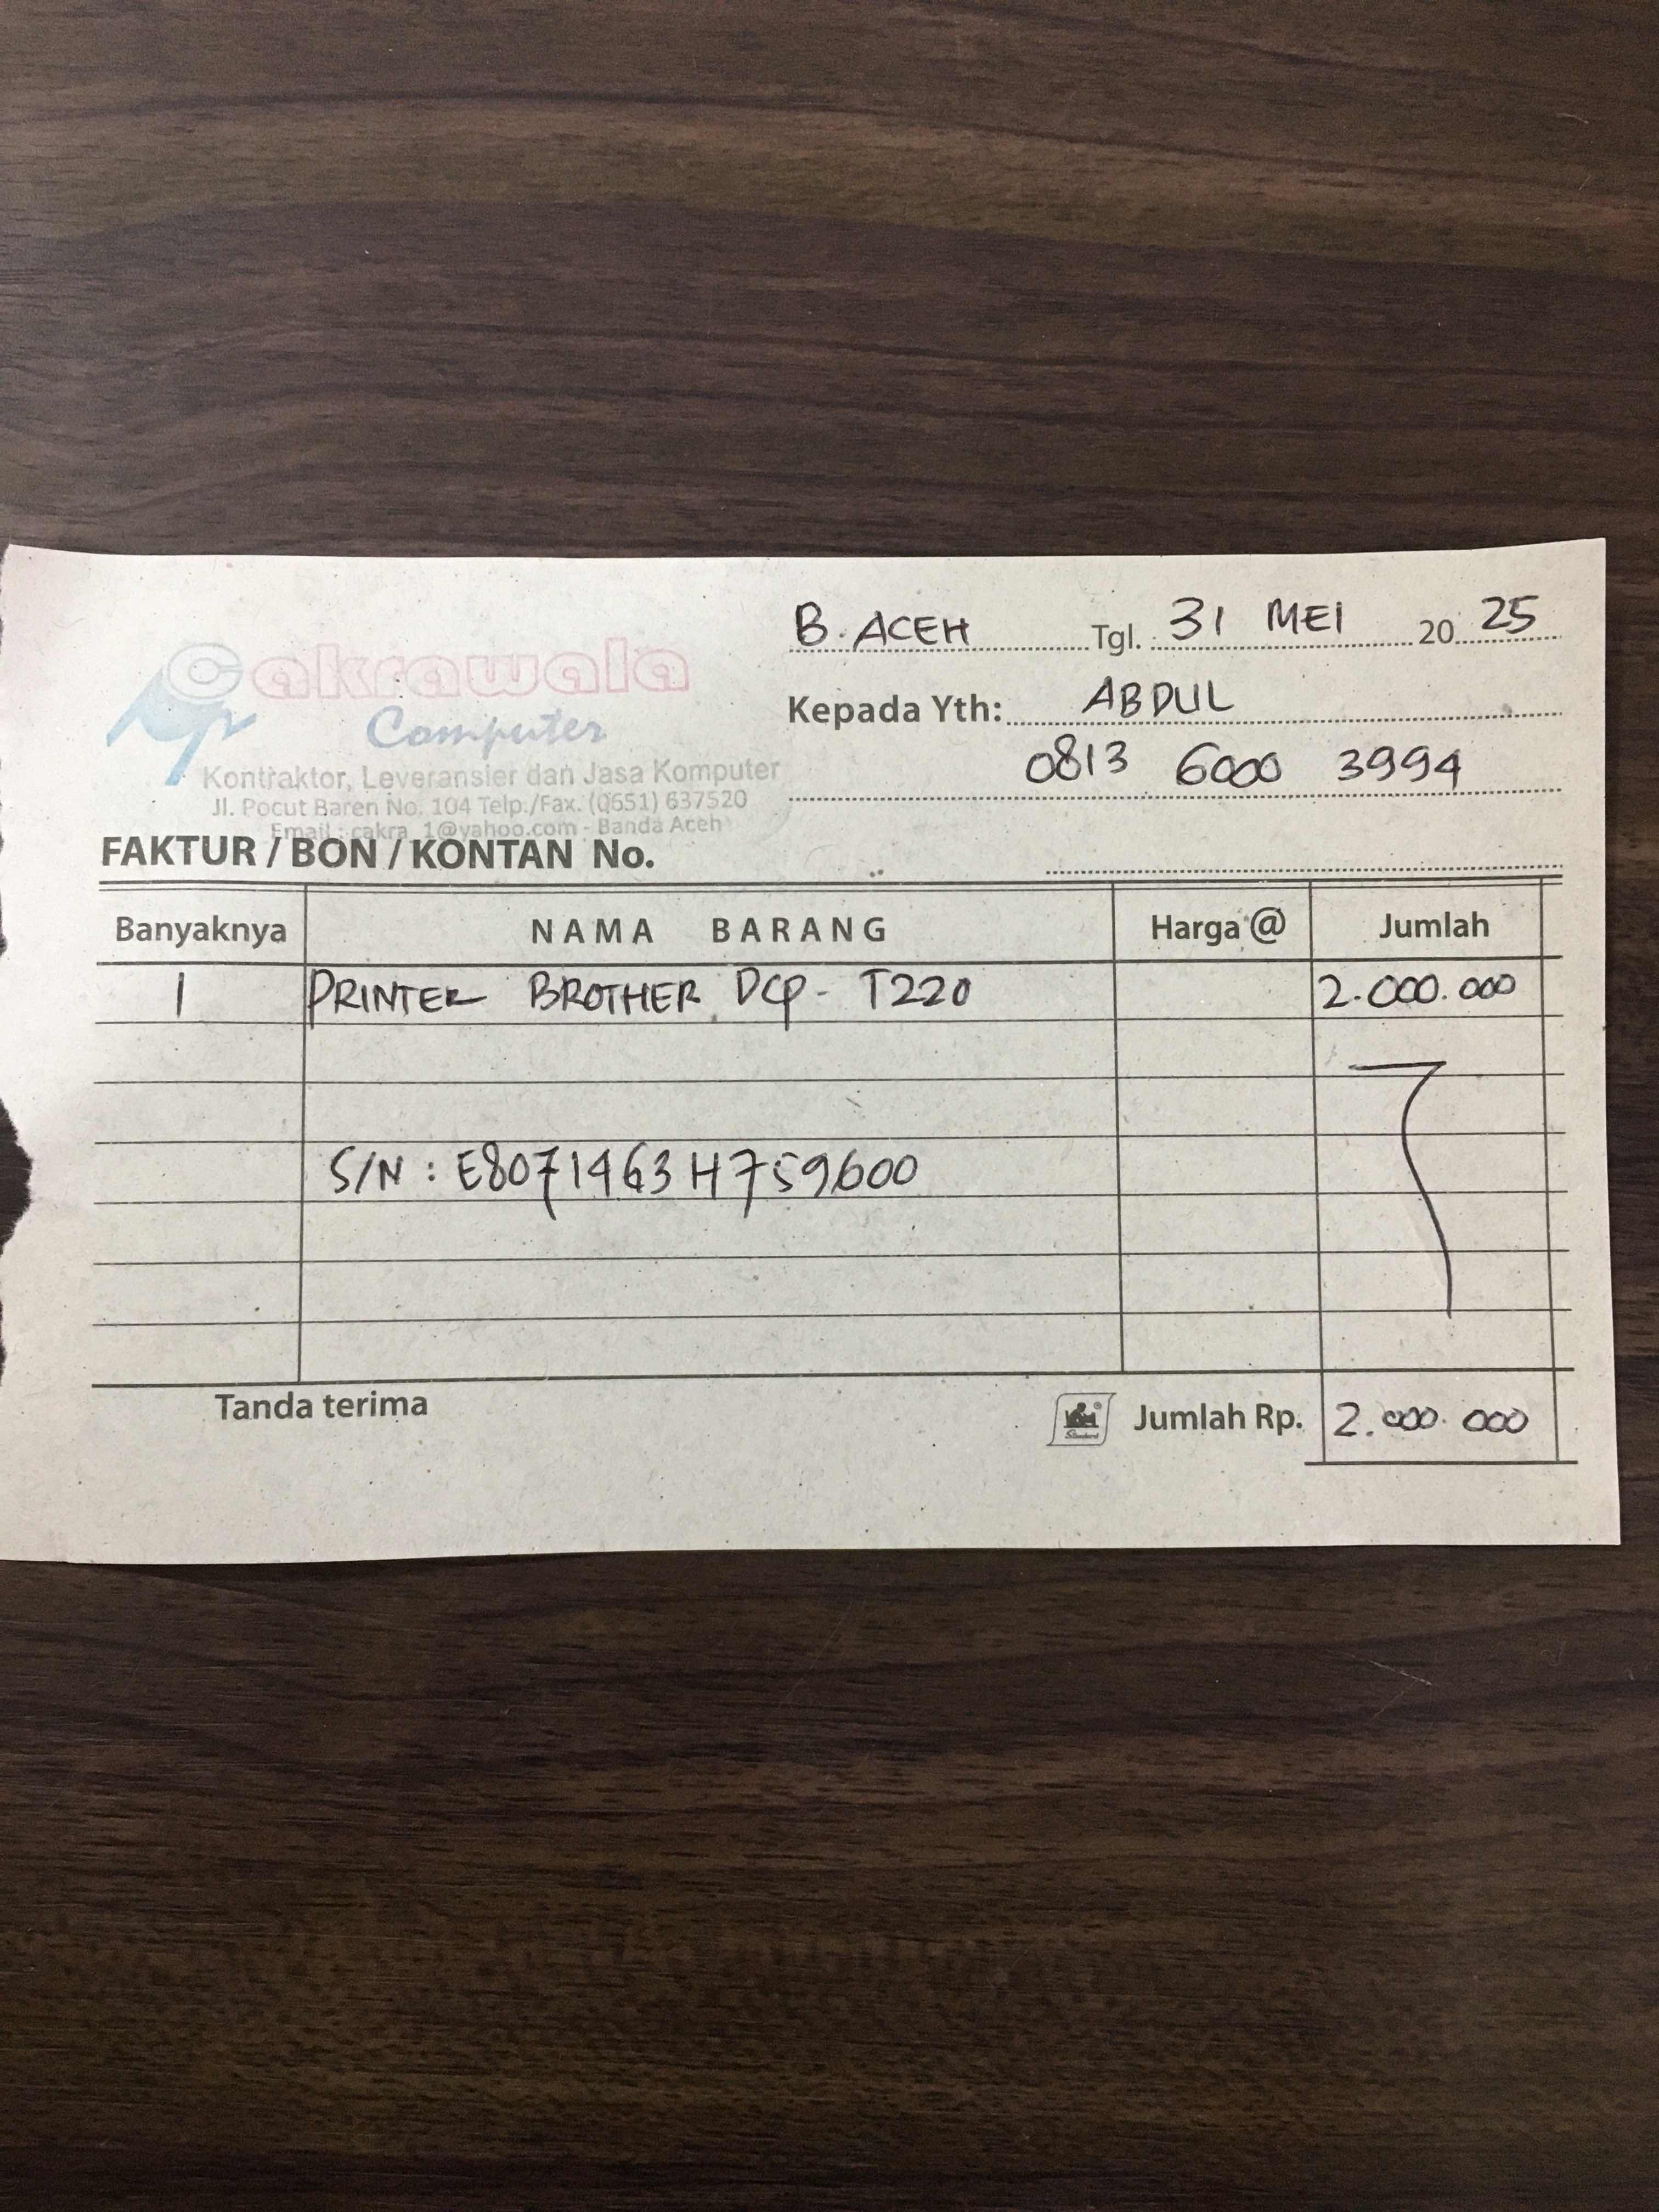 Cakrawala
Computer
Kontraktor, Leveransier dan Jasa Komputer
Jl. Pocut Baren No. 104 Telp./Fax. (0651) 637520
Email : cakra_1@yahoo.com - Banda Aceh
B. ACEH Tgl. 31 MEI 20 25
Kepada Yth: ABDUL
0813 6000 3994
FAKTUR / BON / KONTAN No.
Banyaknya NAMA BARANG Harga @ Jumlah
1 PRINTER BROTHER DCP - T220 2.000.000
S/N : E8071463H759600
Tanda terima Standard Jumlah Rp. 2.000.000